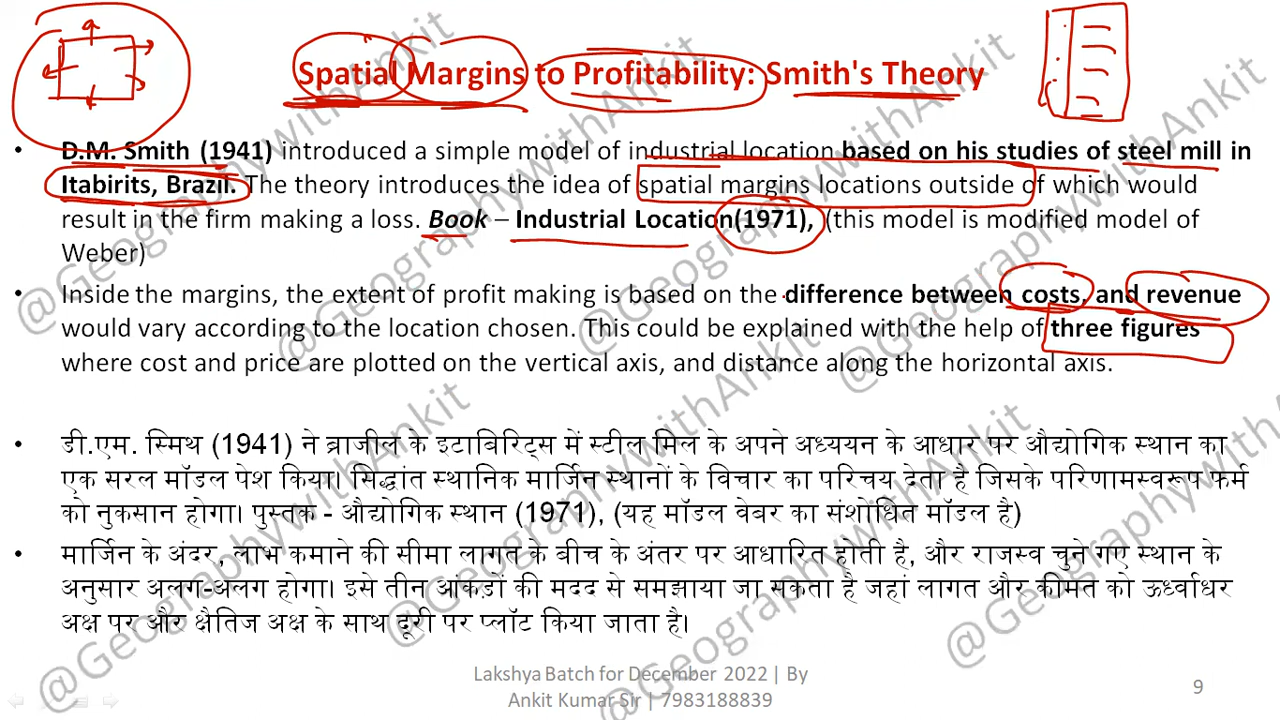 Spatial Margins to Profitability: Smith's Theory
• D.M. Smith (1941) introduced a simple model of industrial location based on his studies of steel mill in
Itabirits, Brazil. The theory introduces the idea of spatial margins locations outside of which would
result in the firm making a loss. Book – Industrial Location(1971), (this model is modified model of
Weber)
• Inside the margins, the extent of profit making is based on the difference between costs, and revenue
would vary according to the location chosen. This could be explained with the help of three figures
where cost and price are plotted on the vertical axis, and distance along the horizontal axis.
• डी.एम. स्मिथ (1941) ने ब्राजील के इटाबिरिट्स में स्टील मिल के अपने अध्ययन के आधार पर औद्योगिक स्थान का
एक सरल मॉडल पेश किया। सिद्धांत स्थानिक मार्जिन स्थानों के विचार का परिचय देता है जिसके परिणामस्वरूप फर्म
को नुकसान होगा। पुस्तक - औद्योगिक स्थान (1971), (यह मॉडल वेबर का संशोधित मॉडल है)
• मार्जिन के अंदर, लाभ कमाने की सीमा लागत के बीच के अंतर पर आधारित होती है, और राजस्व चुने गए स्थान के
अनुसार अलग-अलग होगा। इसे तीन आंकड़ों की मदद से समझाया जा सकता है जहां लागत और कीमत को ऊर्ध्वाधर
अक्ष पर और क्षैतिज अक्ष के साथ दूरी पर प्लॉट किया जाता है।
Lakshya Batch for December 2022 | By
Ankit Kumar Sir | 7983188839
9
@GeographywithAnkit
@GeographywithAnkit
@GeographywithAnkit
@GeographywithAnkit
@GeographywithAnkit
@GeographywithAnkit
@GeographywithAnkit